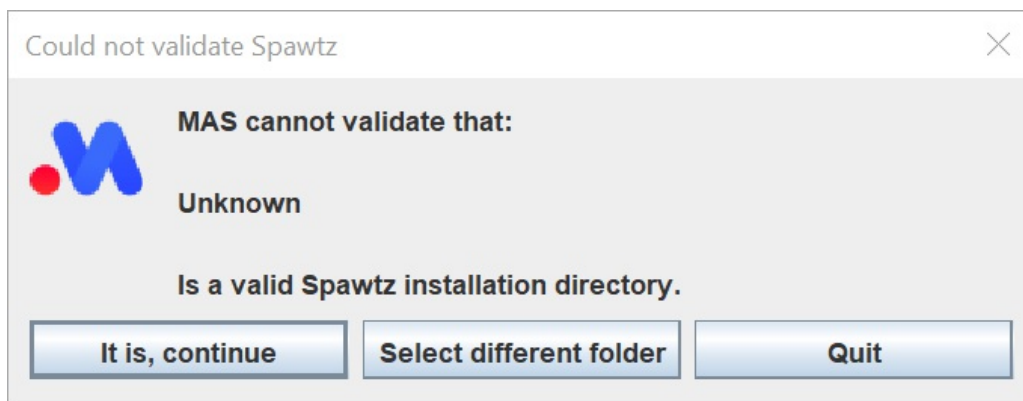 Could not validate Spawtz
MAS cannot validate that:
Unknown
Is a valid Spawtz installation directory.
It is, continue
Select different folder
Quit